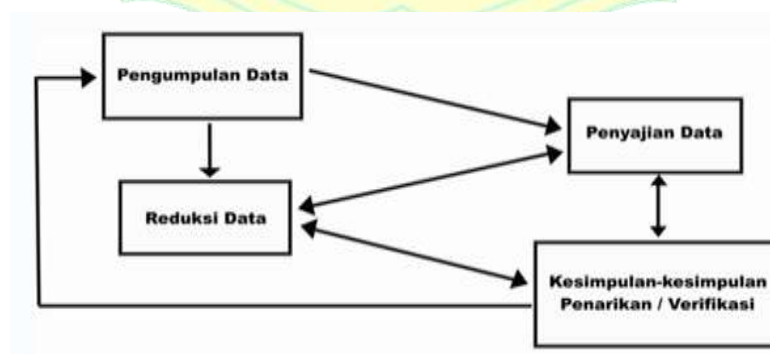 Pengumpulan Data
Penyajian Data
Reduksi Data
Kesimpulan-kesimpulan
Penarikan / Verifikasi